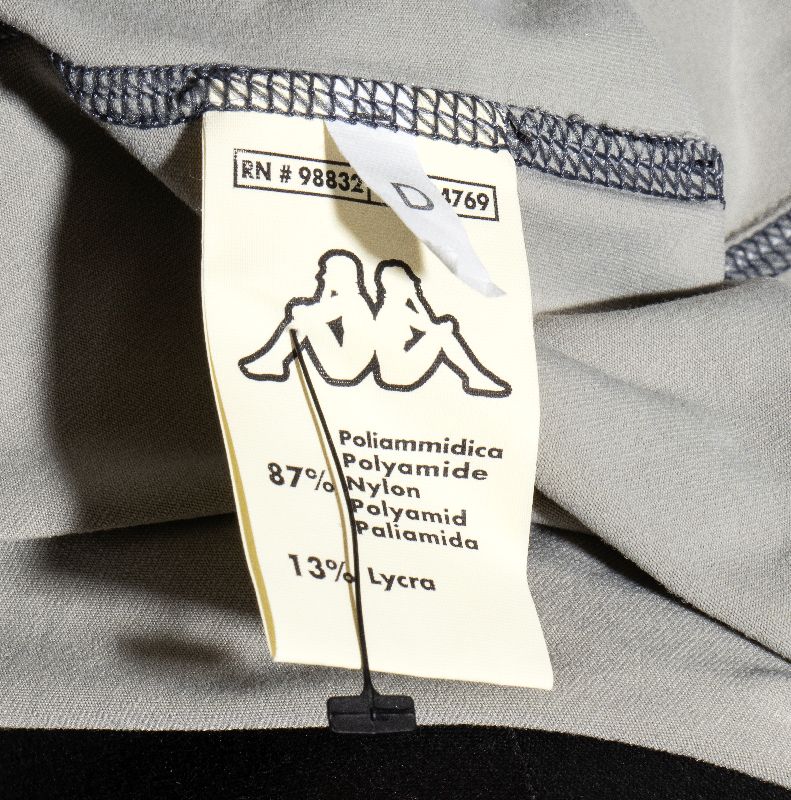 RN # 98832
D
4769
Poliammidica
Polyamide
87% Nylon
Polyamid
Paliamida
13% Lycra